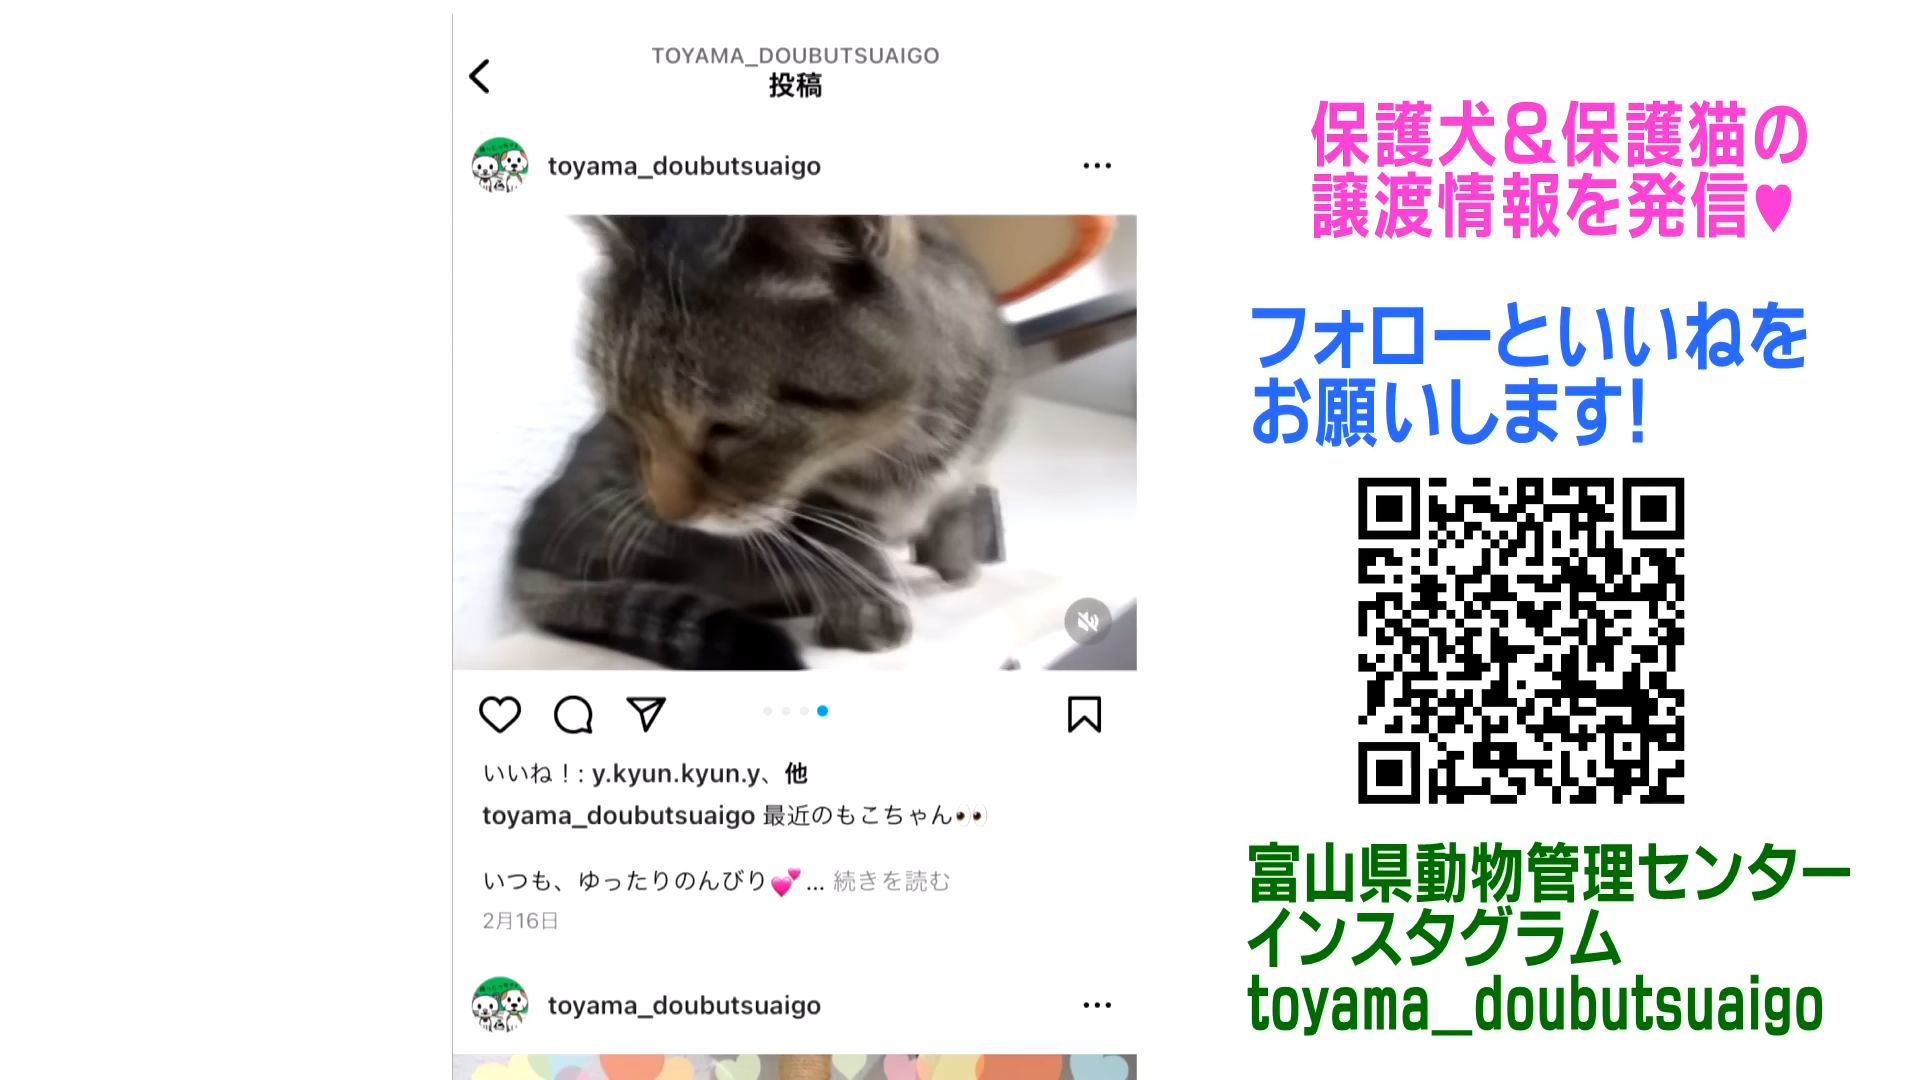 TOYAMA_DOUBUTSUAIGO
投稿
toyama_doubutsuaigo
いいね！: y.kyun.kyun.y、他
toyama_doubutsuaigo 最近のもこちゃん👀
いつも、ゆったりのんびり💕 ... 続きを読む
2月16日
toyama_doubutsuaigo
保護犬&保護猫の
譲渡情報を発信♥
フォローといいねを
お願いします!
富山県動物管理センター
インスタグラム
toyama_doubutsuaigo